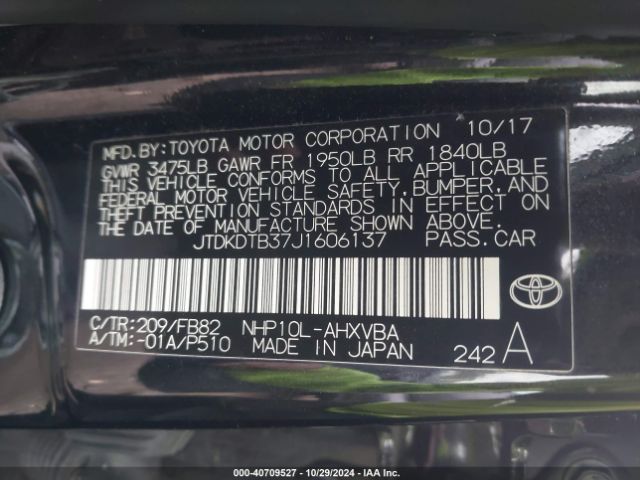 MFD.BY:TOYOTA MOTOR CORPORATION 10/17
GVWR 3475LB GAWR FR 1950LB RR 1840LB
THIS VEHICLE CONFORMS TO ALL APPLICABLE
FEDERAL MOTOR VEHICLE SAFETY,BUMPER,AND
THEFT PREVENTION STANDARDS IN EFFECT ON
THE DATE OF MANUFACTURE SHOWN ABOVE.
JTDKDTB37J1606137 PASS.CAR
C/TR:209/FB82 NHP10L-AHXVBA
A/TM:-01A/P510 MADE IN JAPAN 242 A
000-40709527 - 10/29/2024 - IAA Inc.